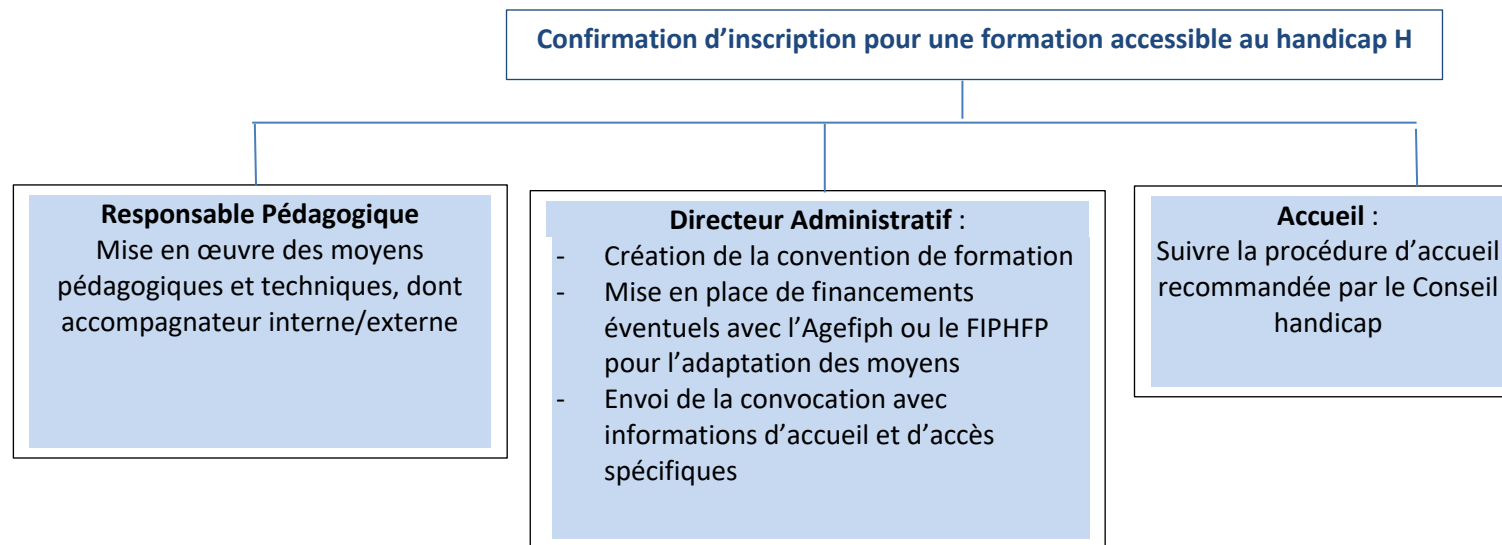 Confirmation d’inscription pour une formation accessible au handicap H
Responsable Pédagogique
Mise en œuvre des moyens
pédagogiques et techniques, dont
accompagnateur interne/externe
Directeur Administratif :
- Création de la convention de formation
- Mise en place de financements
éventuels avec l’Agefiph ou le FIPHFP
pour l’adaptation des moyens
- Envoi de la convocation avec
informations d’accueil et d’accès
spécifiques
Accueil :
Suivre la procédure d’accueil
recommandée par le Conseil
handicap